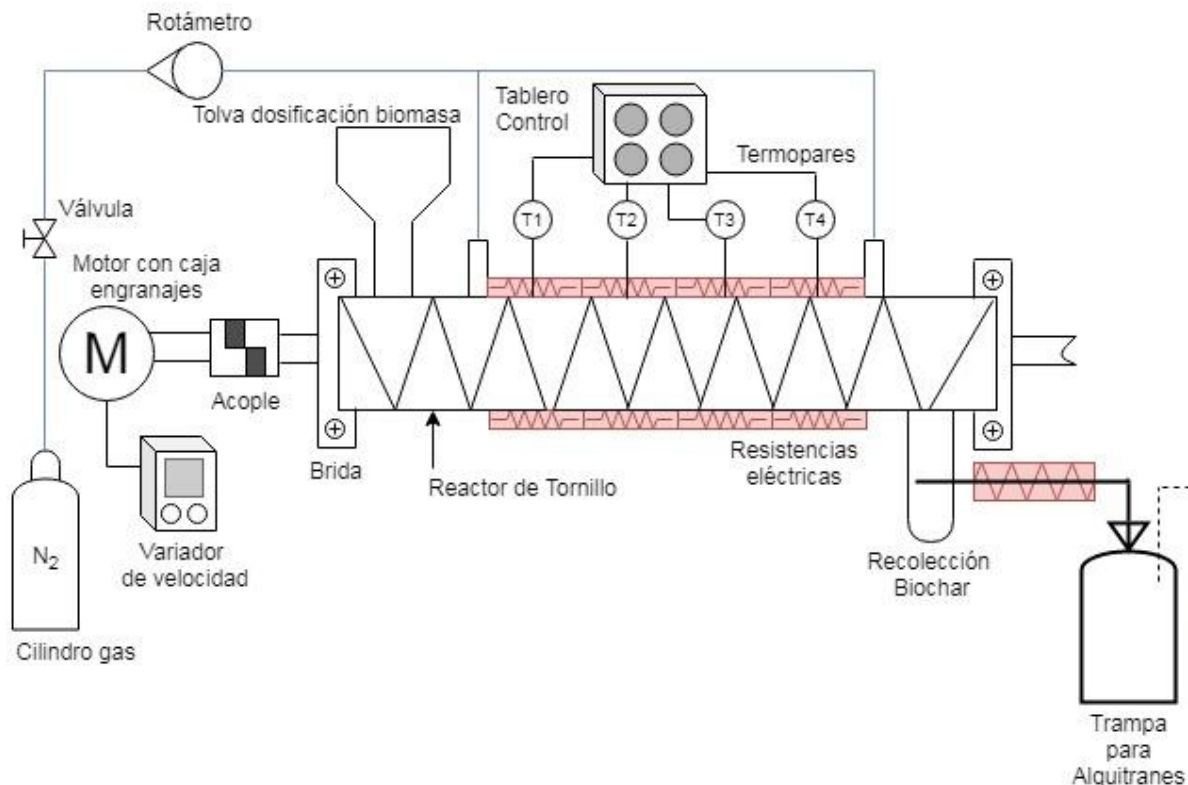 Rotámetro
Tolva dosificación biomasa
Tablero
Control
Termopares
Válvula
T1
T2
T3
T4
Motor con caja
engranajes
M
Acople
Brida
Reactor de Tornillo
Resistencias
eléctricas
N2
Variador
de velocidad
Cilindro gas
Recolección
Biochar
Trampa
para
Alquitranes